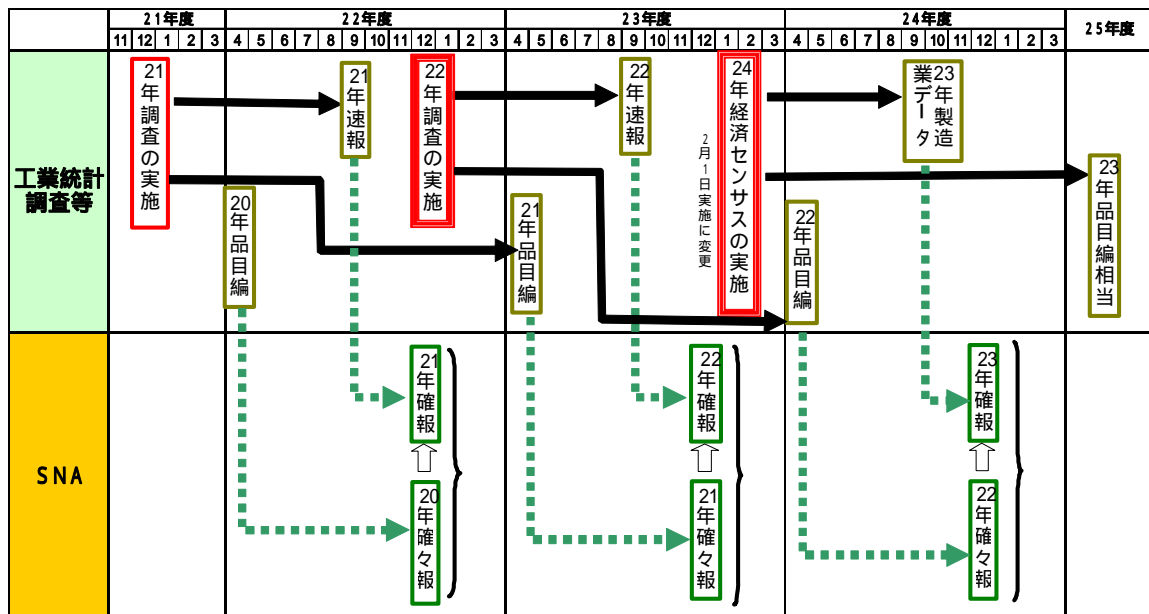 21年度
22年度
23年度
24年度
25年度
11 12 1 2 3 4 5 6 7 8 9 10 11 12 1 2 3 4 5 6 7 8 9 10 11 12 1 2 3 4 5 6 7 8 9 10 11 12 1 2 3
工業統計
調査等
21年調査の実施
20年品目編
21年速報
22年調査の実施
21年品目編
22年速報
2月1日実施に変更
24年経済センサスの実施
22年品目編
23年製造
業データ
23年品目編相当
SNA
21年確報
20年確々報
22年確報
21年確々報
23年確報
22年確々報